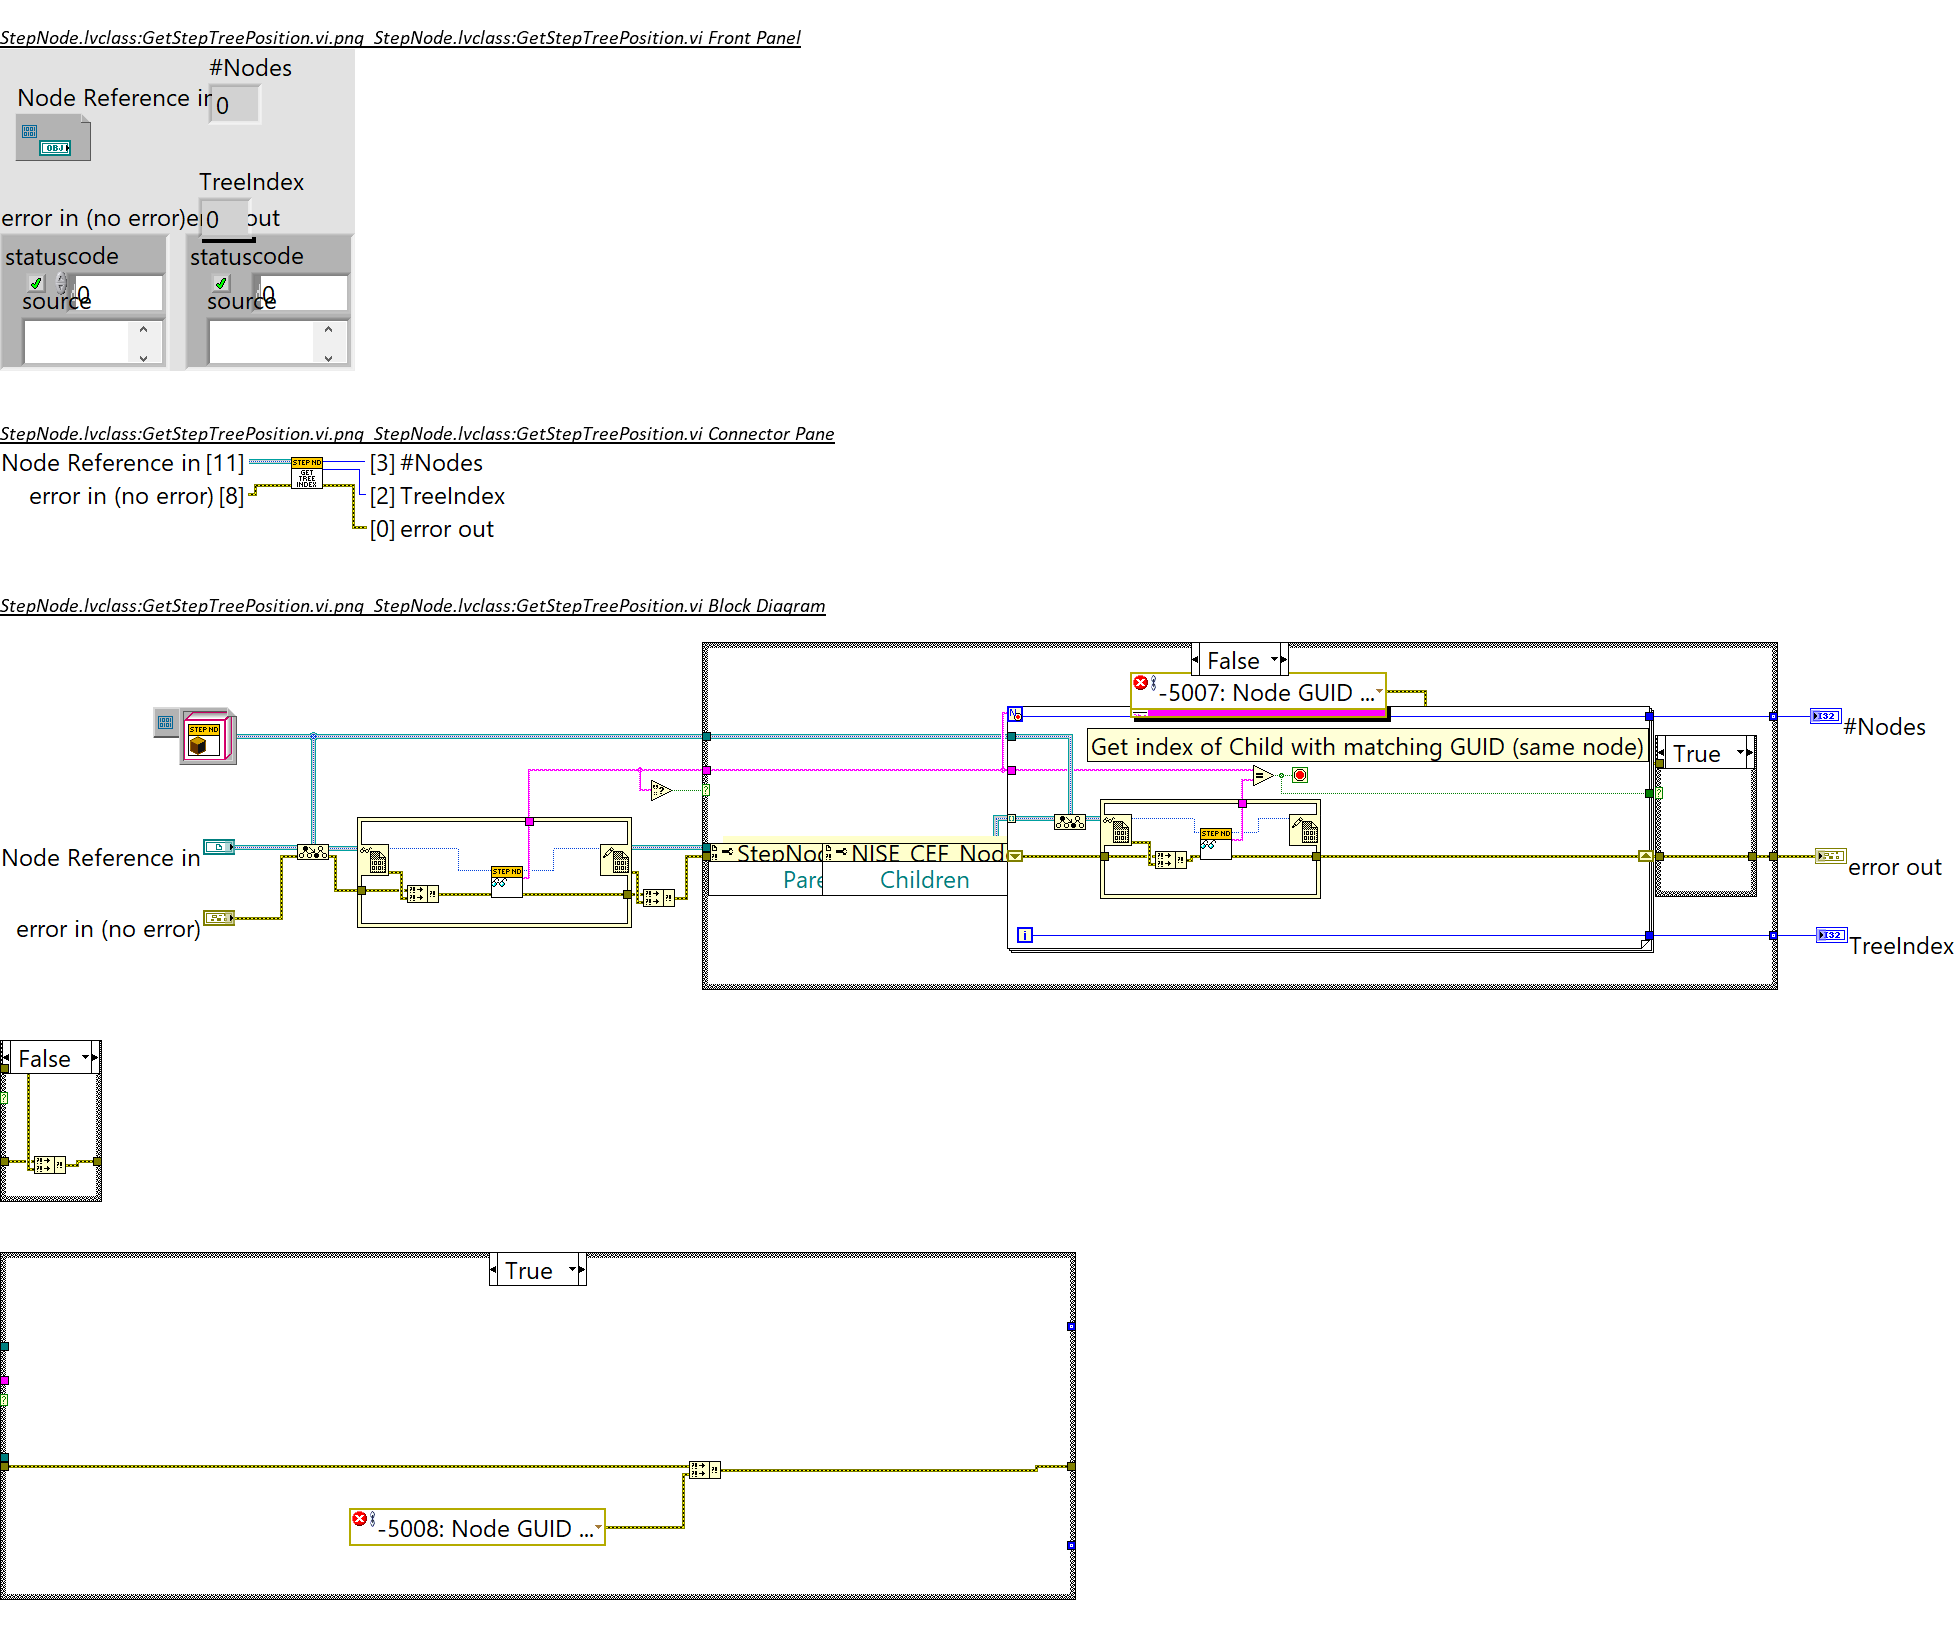 StepNode.lvclass:GetStepTreePosition.vi.png StepNode.lvclass:GetStepTreePosition.vi Front Panel
#Nodes
Node Reference in
0
OBJ
TreeIndex
error in (no error)
0
out
status code
status code
0
0
source
source
StepNode.lvclass:GetStepTreePosition.vi.png StepNode.lvclass:GetStepTreePosition.vi Connector Pane
Node Reference in [11]
STEP ND
GET
TREE
INDEX
[3] #Nodes
error in (no error) [8]
[2] TreeIndex
[0] error out
StepNode.lvclass:GetStepTreePosition.vi.png StepNode.lvclass:GetStepTreePosition.vi Block Diagram
False
-5007: Node GUID ...
N
I32
#Nodes
STEP ND
Get index of Child with matching GUID (same node)
True
=
?
?
?
STEP ND
Node Reference in
StepNod
NISE_CEF_Nod
error out
STEP ND
Pare
Children
error in (no error)
i
I32
TreeIndex
False
?
True
?
-5008: Node GUID ...